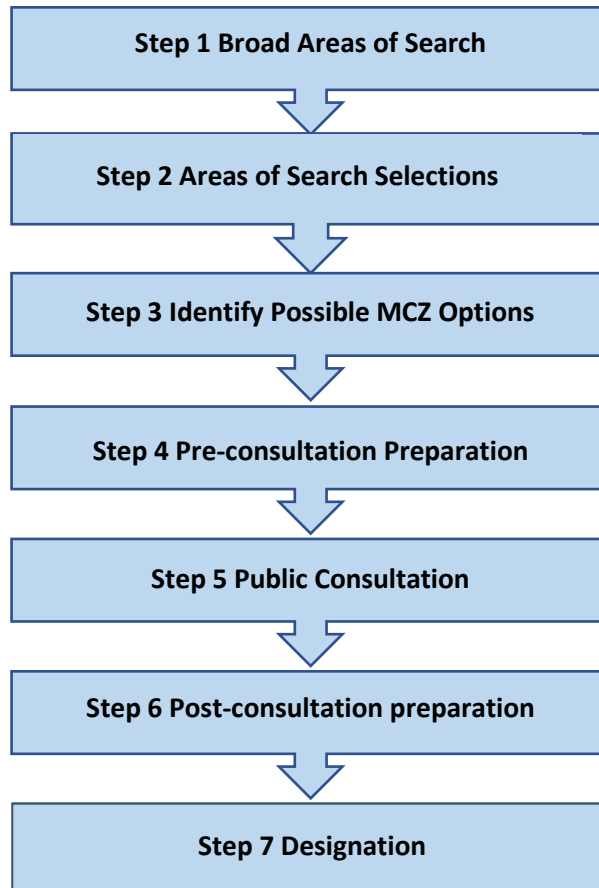 Step 1 Broad Areas of Search
Step 2 Areas of Search Selections
Step 3 Identify Possible MCZ Options
Step 4 Pre-consultation Preparation
Step 5 Public Consultation
Step 6 Post-consultation preparation
Step 7 Designation